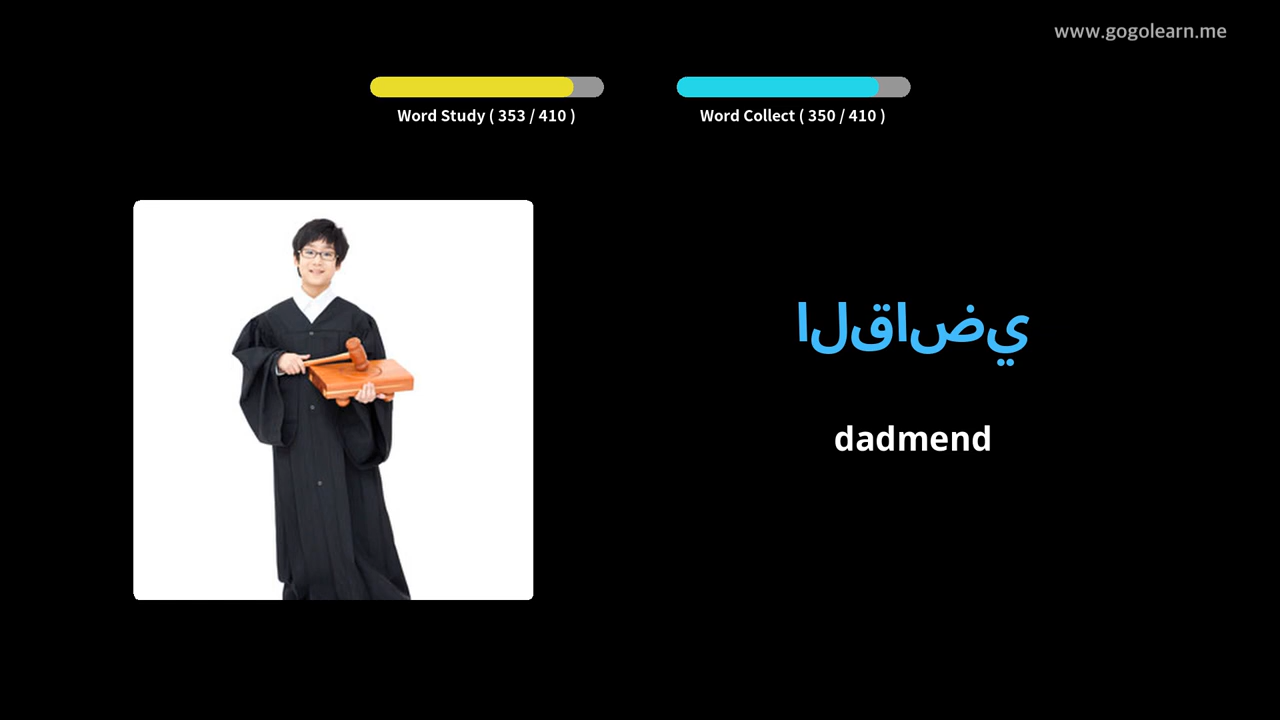 www.gogolearn.me
Word Study ( 353 / 410 )
Word Collect ( 350 / 410 )
القاضي
dadmend